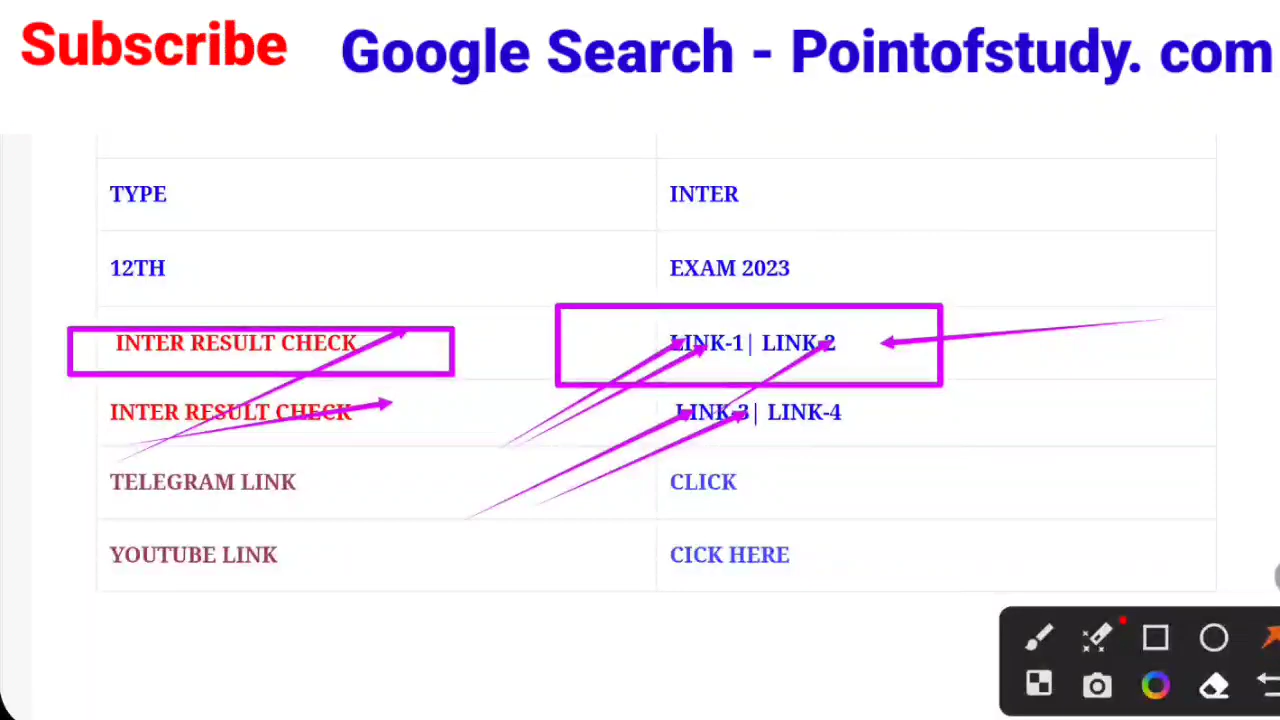 Subscribe Google Search - Pointofstudy. com
TYPE INTER
12TH EXAM 2023
INTER RESULT CHECK LINK-1| LINK-2
INTER RESULT CHECK LINK-3| LINK-4
TELEGRAM LINK CLICK
YOUTUBE LINK CICK HERE